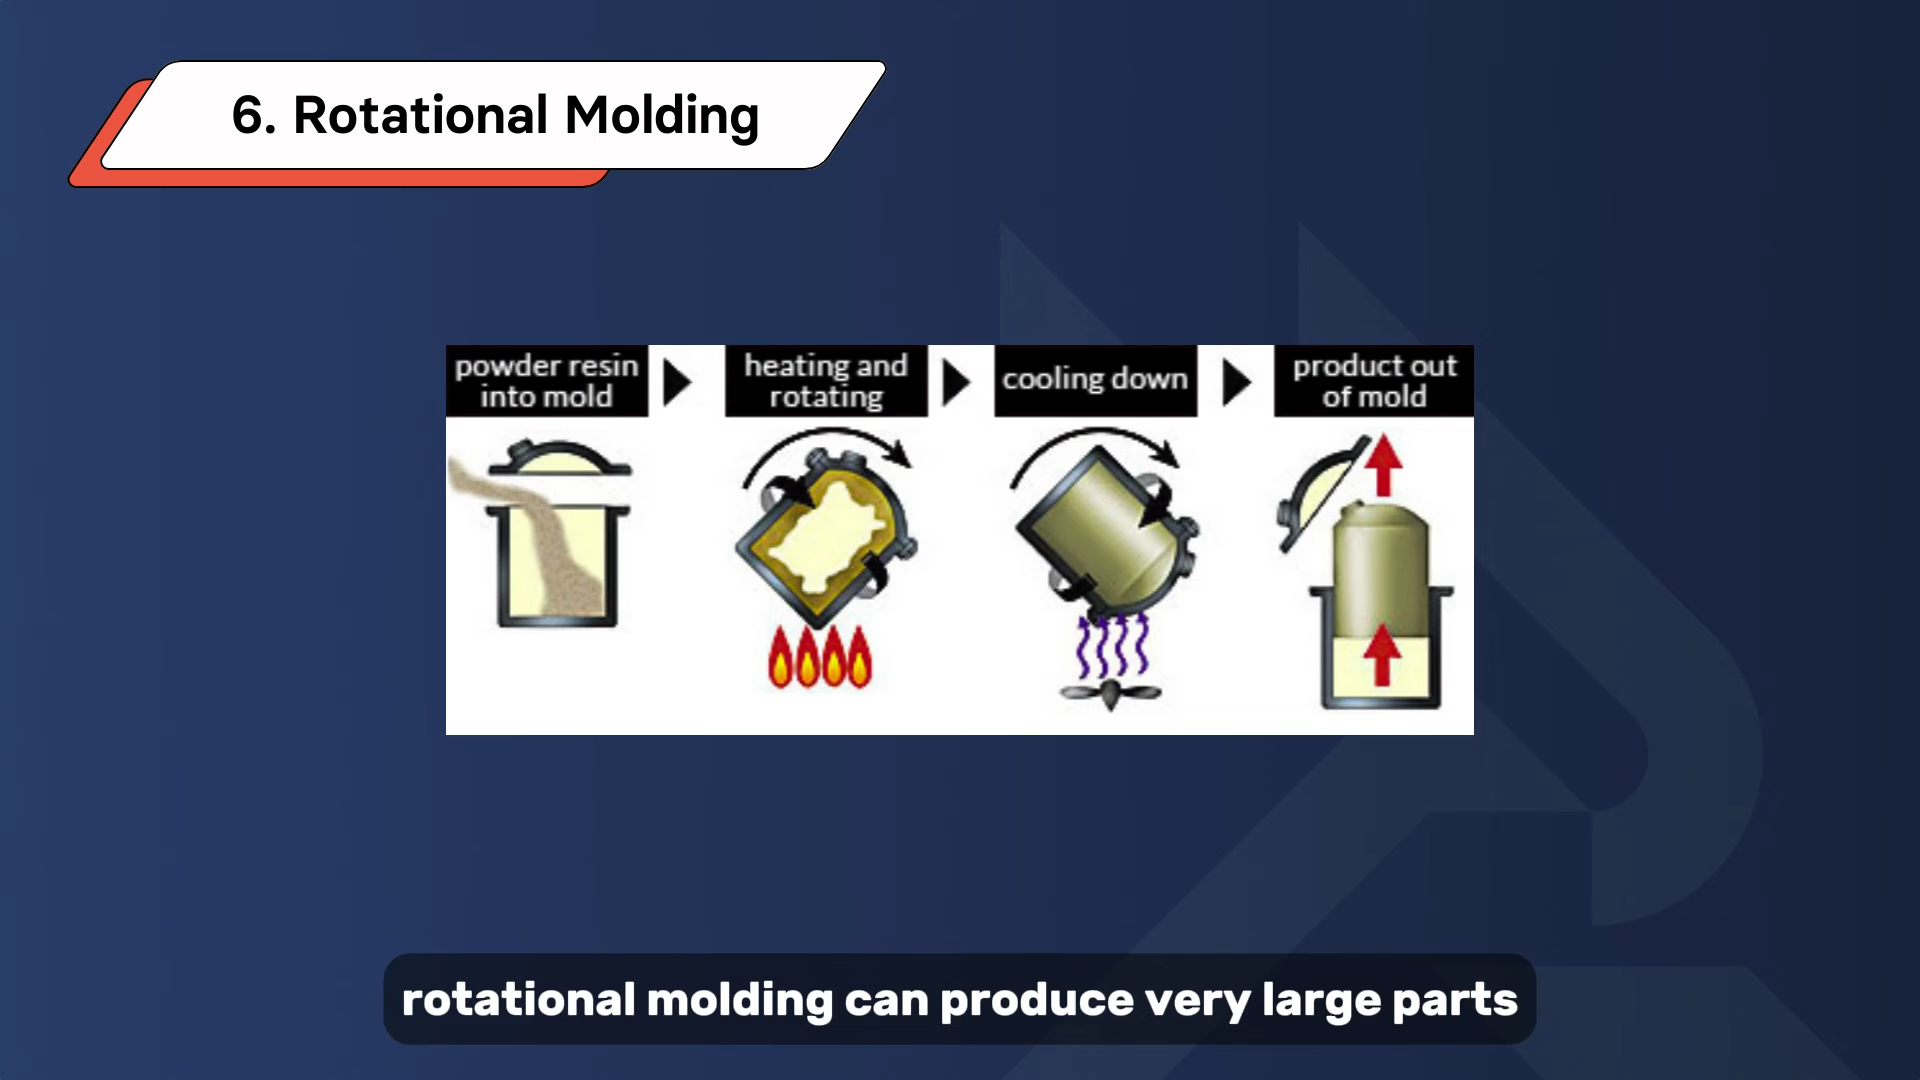 6. Rotational Molding
powder resin
into mold
heating and
rotating
cooling down
product out
of mold
rotational molding can produce very large parts